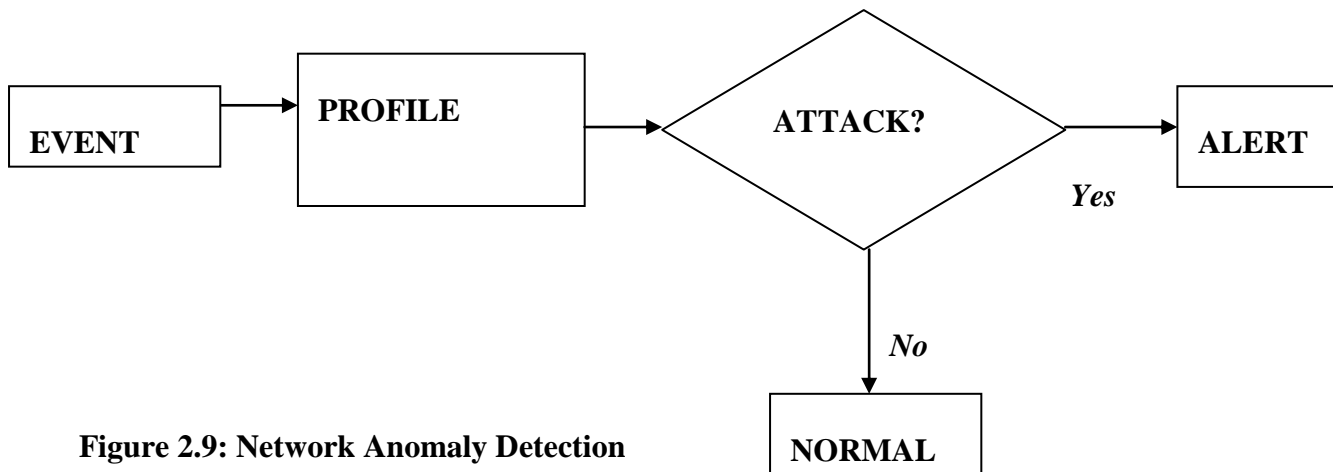 EVENT
PROFILE
ATTACK?
ALERT
Yes
No
NORMAL
Figure 2.9: Network Anomaly Detection